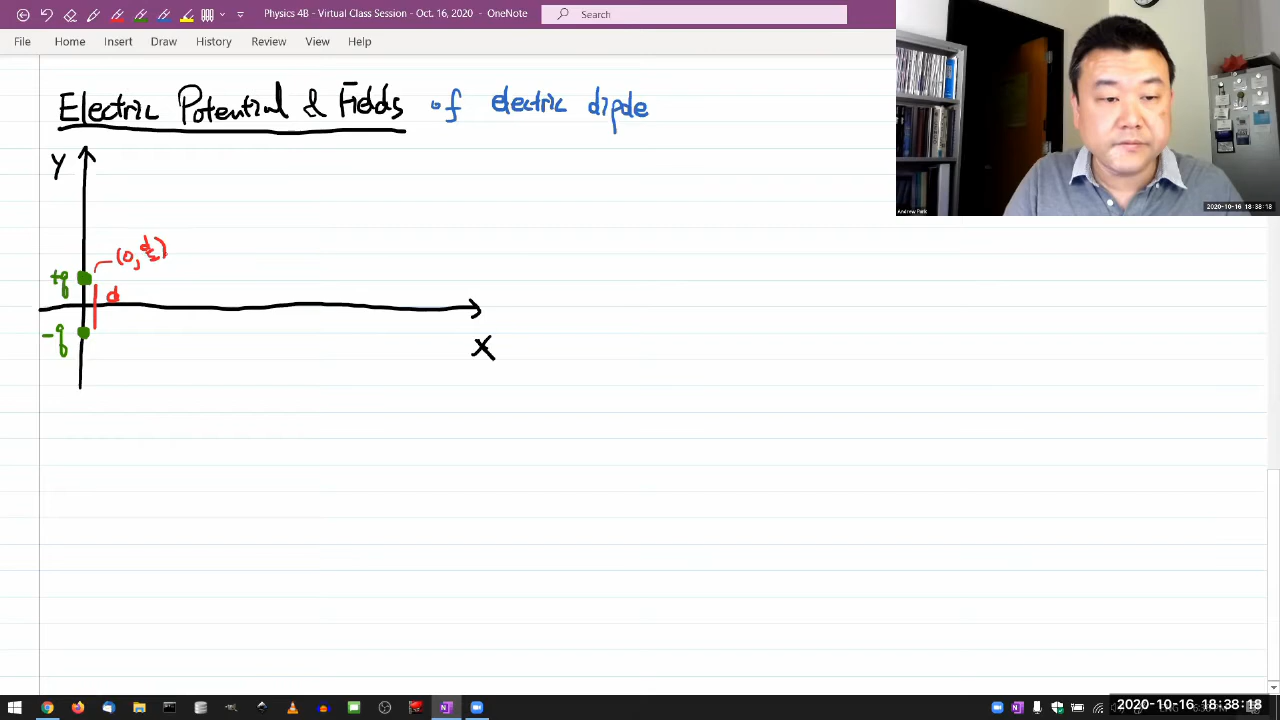 Physics 4B - Virtual Class Session - Oct. 16, 2020 - OneNote
Search
File Home Insert Draw History Review View Help
Electric Potential & Fields of electric dipole
Y
(0, d/2)
+q
d
-q
X
Andrew Park
2020-10-16 18:38:18
2020-10-16 18:38:18